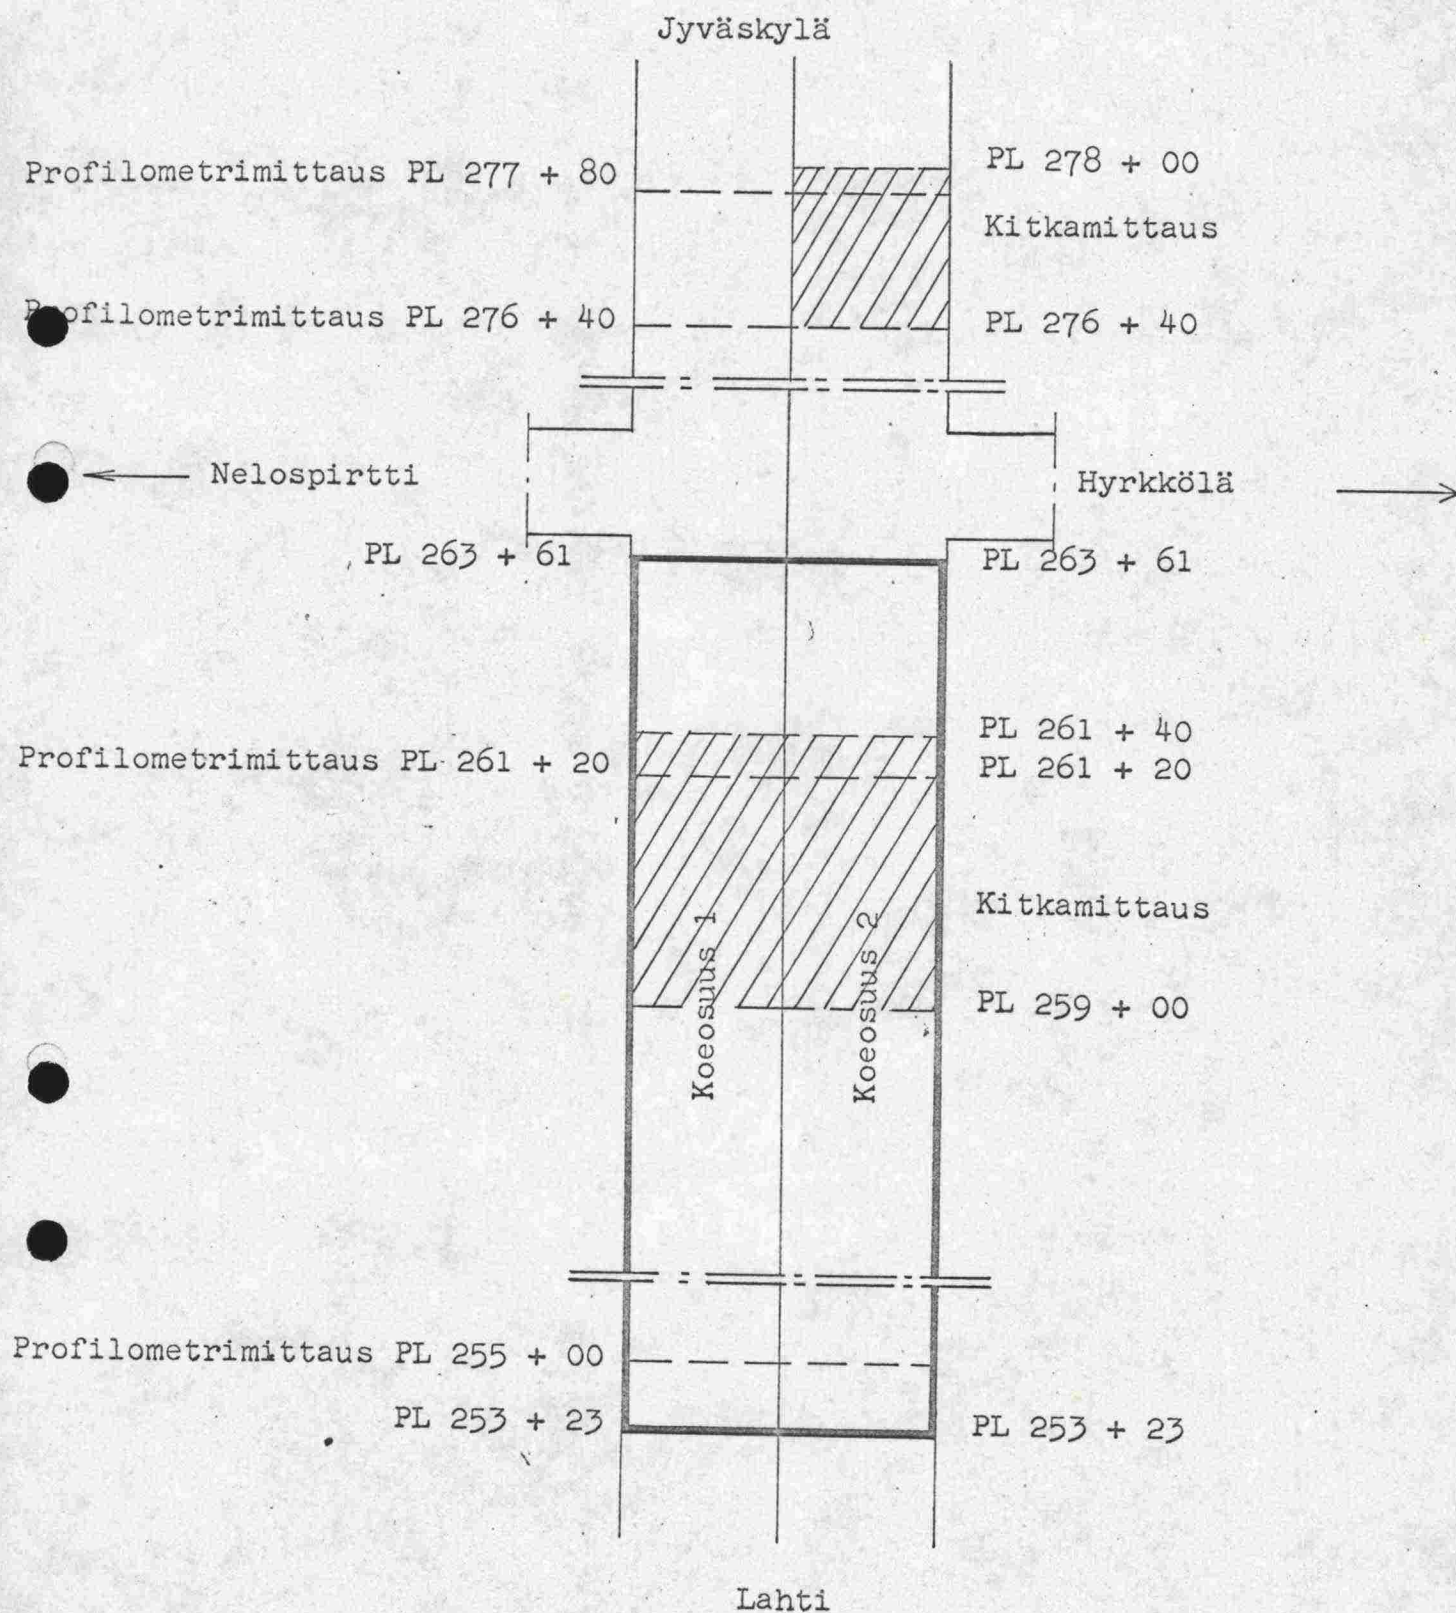 Jyväskylä
Profilometrimittaus PL 277 + 80
PL 278 + 00
Kitkamittaus
Profilometrimittaus PL 276 + 40
PL 276 + 40
Nelospirtti
Hyrkkölä
PL 263 + 61
PL 263 + 61
PL 261 + 40
Profilometrimittaus PL 261 + 20
PL 261 + 20
Kitkamittaus
Koeosuus 1
Koeosuus 2
PL 259 + 00
Profilometrimittaus PL 255 + 00
PL 253 + 23
PL 253 + 23
Lahti